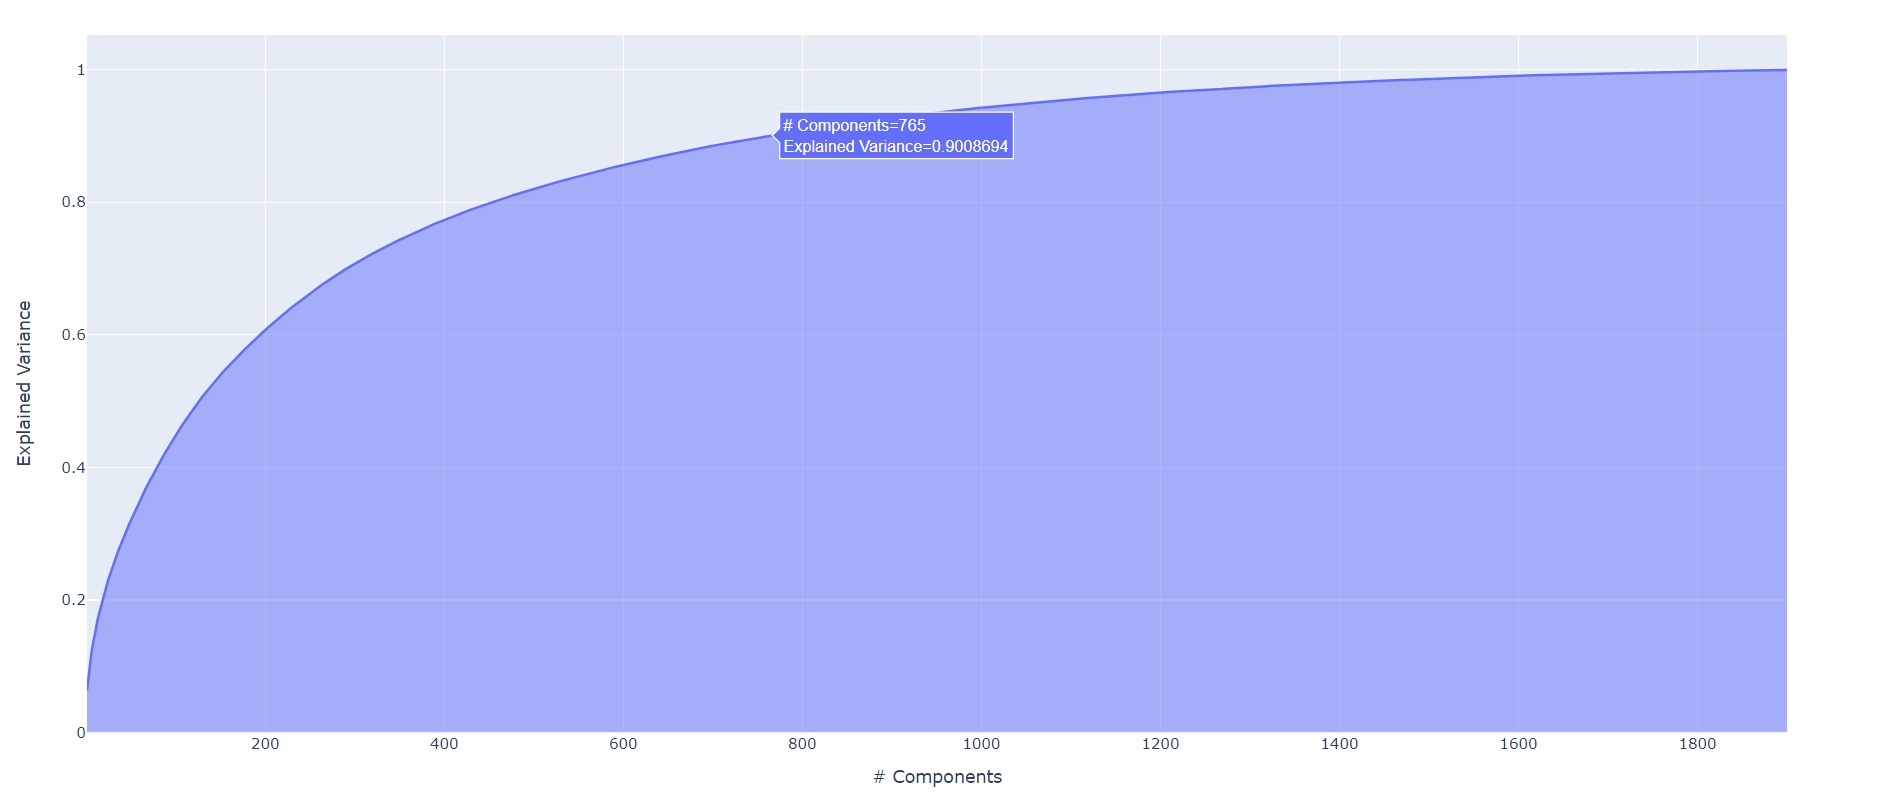 1
# Components=765
Explained Variance=0.9008694
0.8
0.6
Explained Variance
0.4
0.2
0
200 400 600 800 1000 1200 1400 1600 1800
# Components